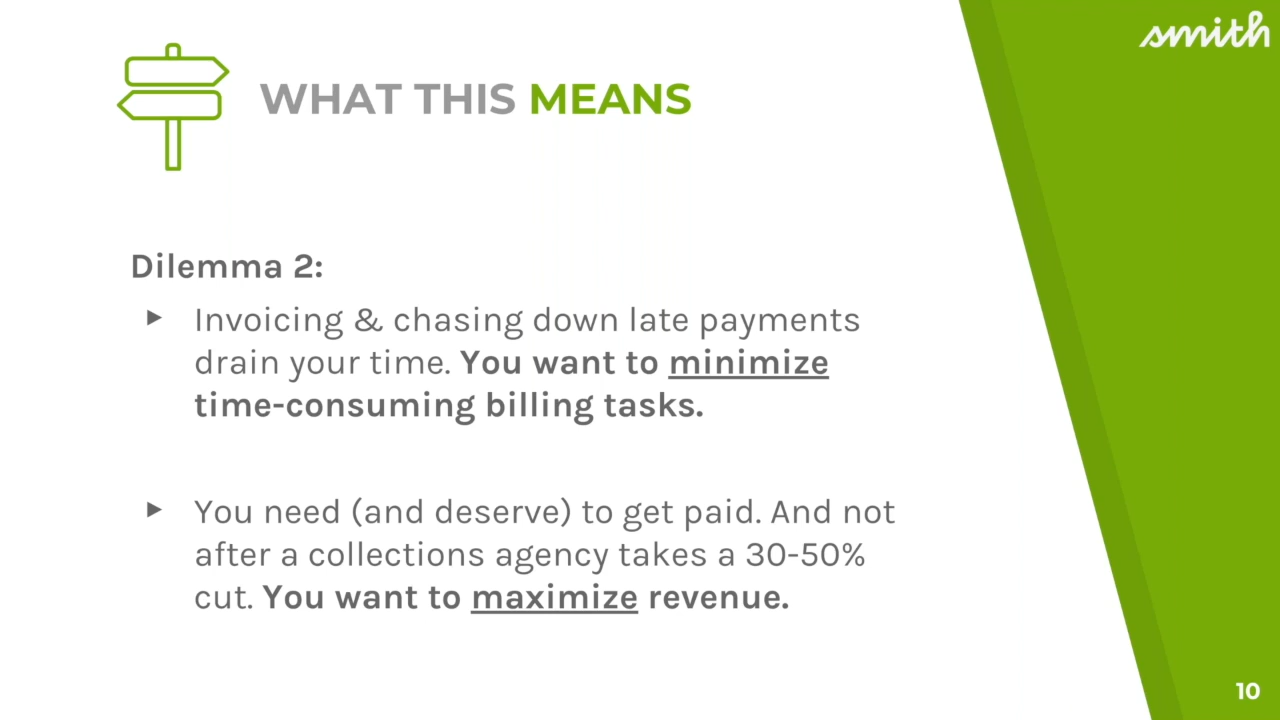 smith
WHAT THIS MEANS
Dilemma 2:
▸ Invoicing & chasing down late payments
drain your time. You want to minimize
time-consuming billing tasks.
▸ You need (and deserve) to get paid. And not
after a collections agency takes a 30-50%
cut. You want to maximize revenue.
10